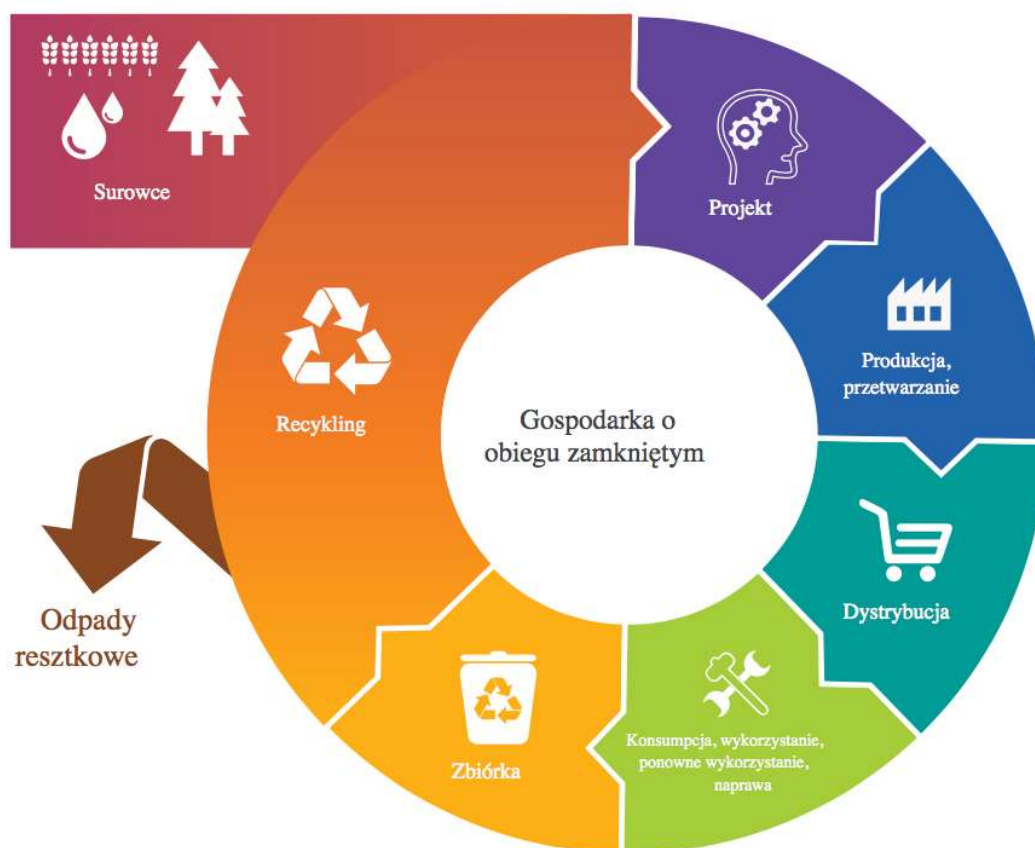 Surowce
Projekt
Produkcja,
przetwarzanie
Recykling
Gospodarka o
obiegu zamkniętym
Dystrybucja
Odpady
resztkowe
Konsumpcja, wykorzystanie,
ponowne wykorzystanie,
naprawa
Zbiórka